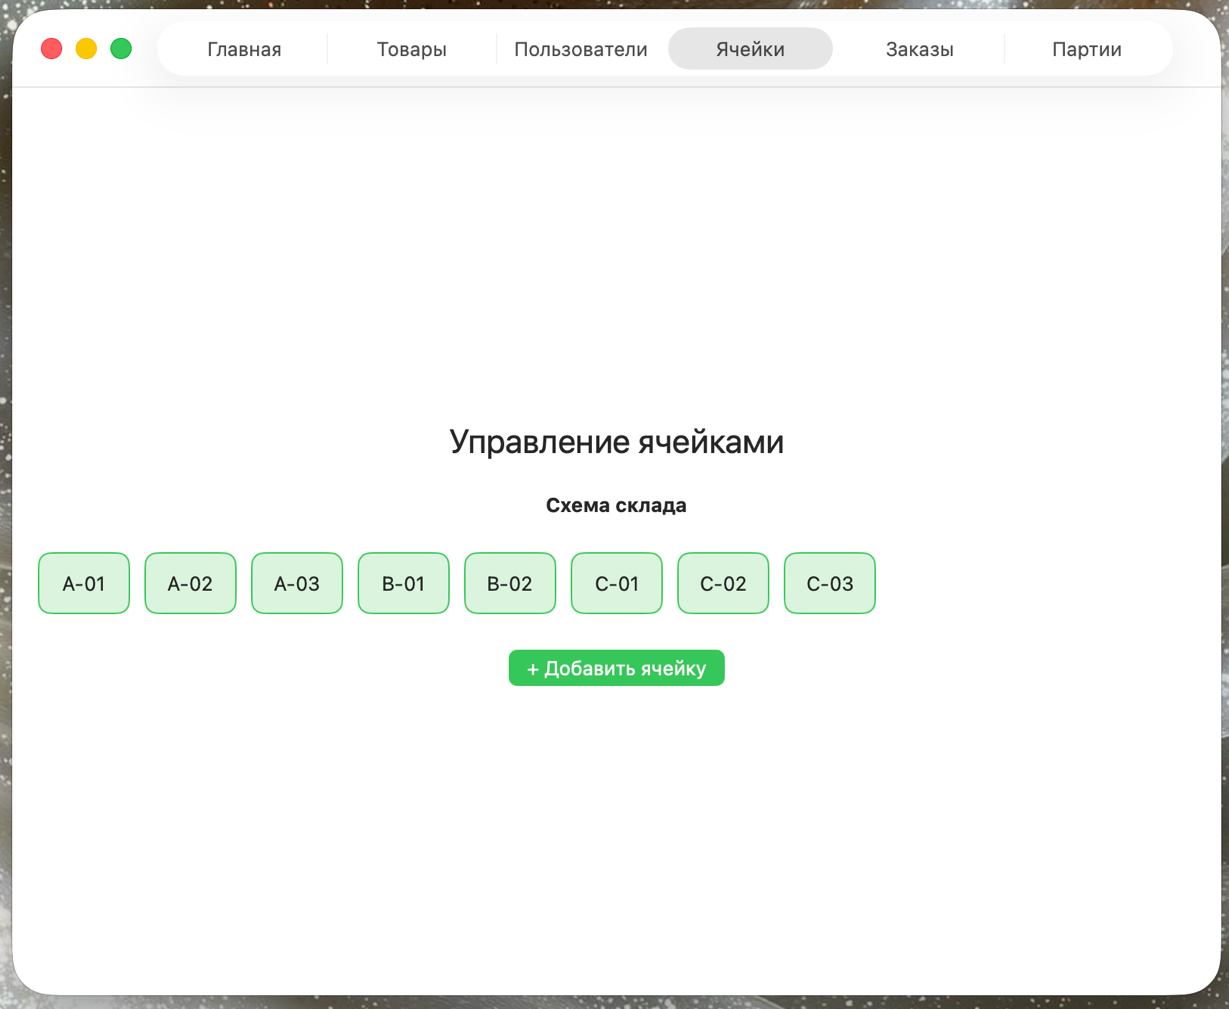 Главная Товары Пользователи Ячейки Заказы Партии
Управление ячейками
Схема склада
A-01 A-02 A-03 B-01 B-02 C-01 C-02 C-03
+ Добавить ячейку